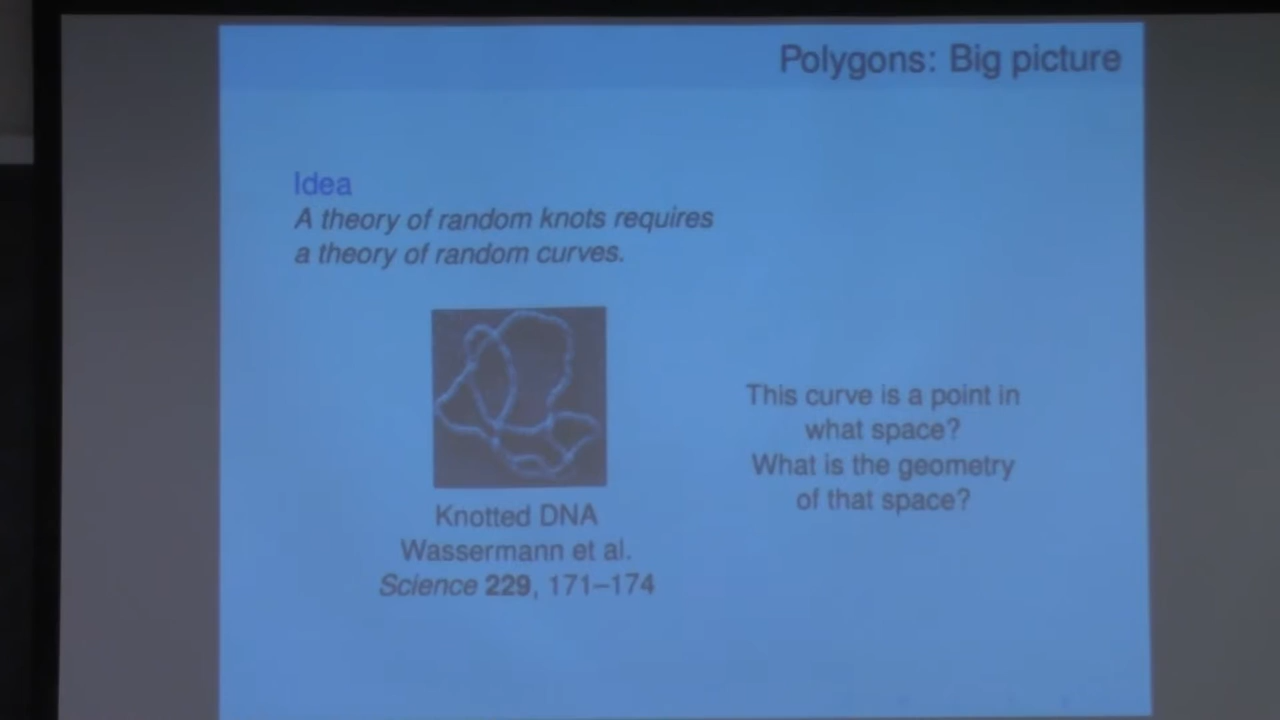 Polygons: Big picture
Idea
A theory of random knots requires
a theory of random curves.
This curve is a point in
what space?
What is the geometry
of that space?
Knotted DNA
Wassermann et al.
Science 229, 171–174